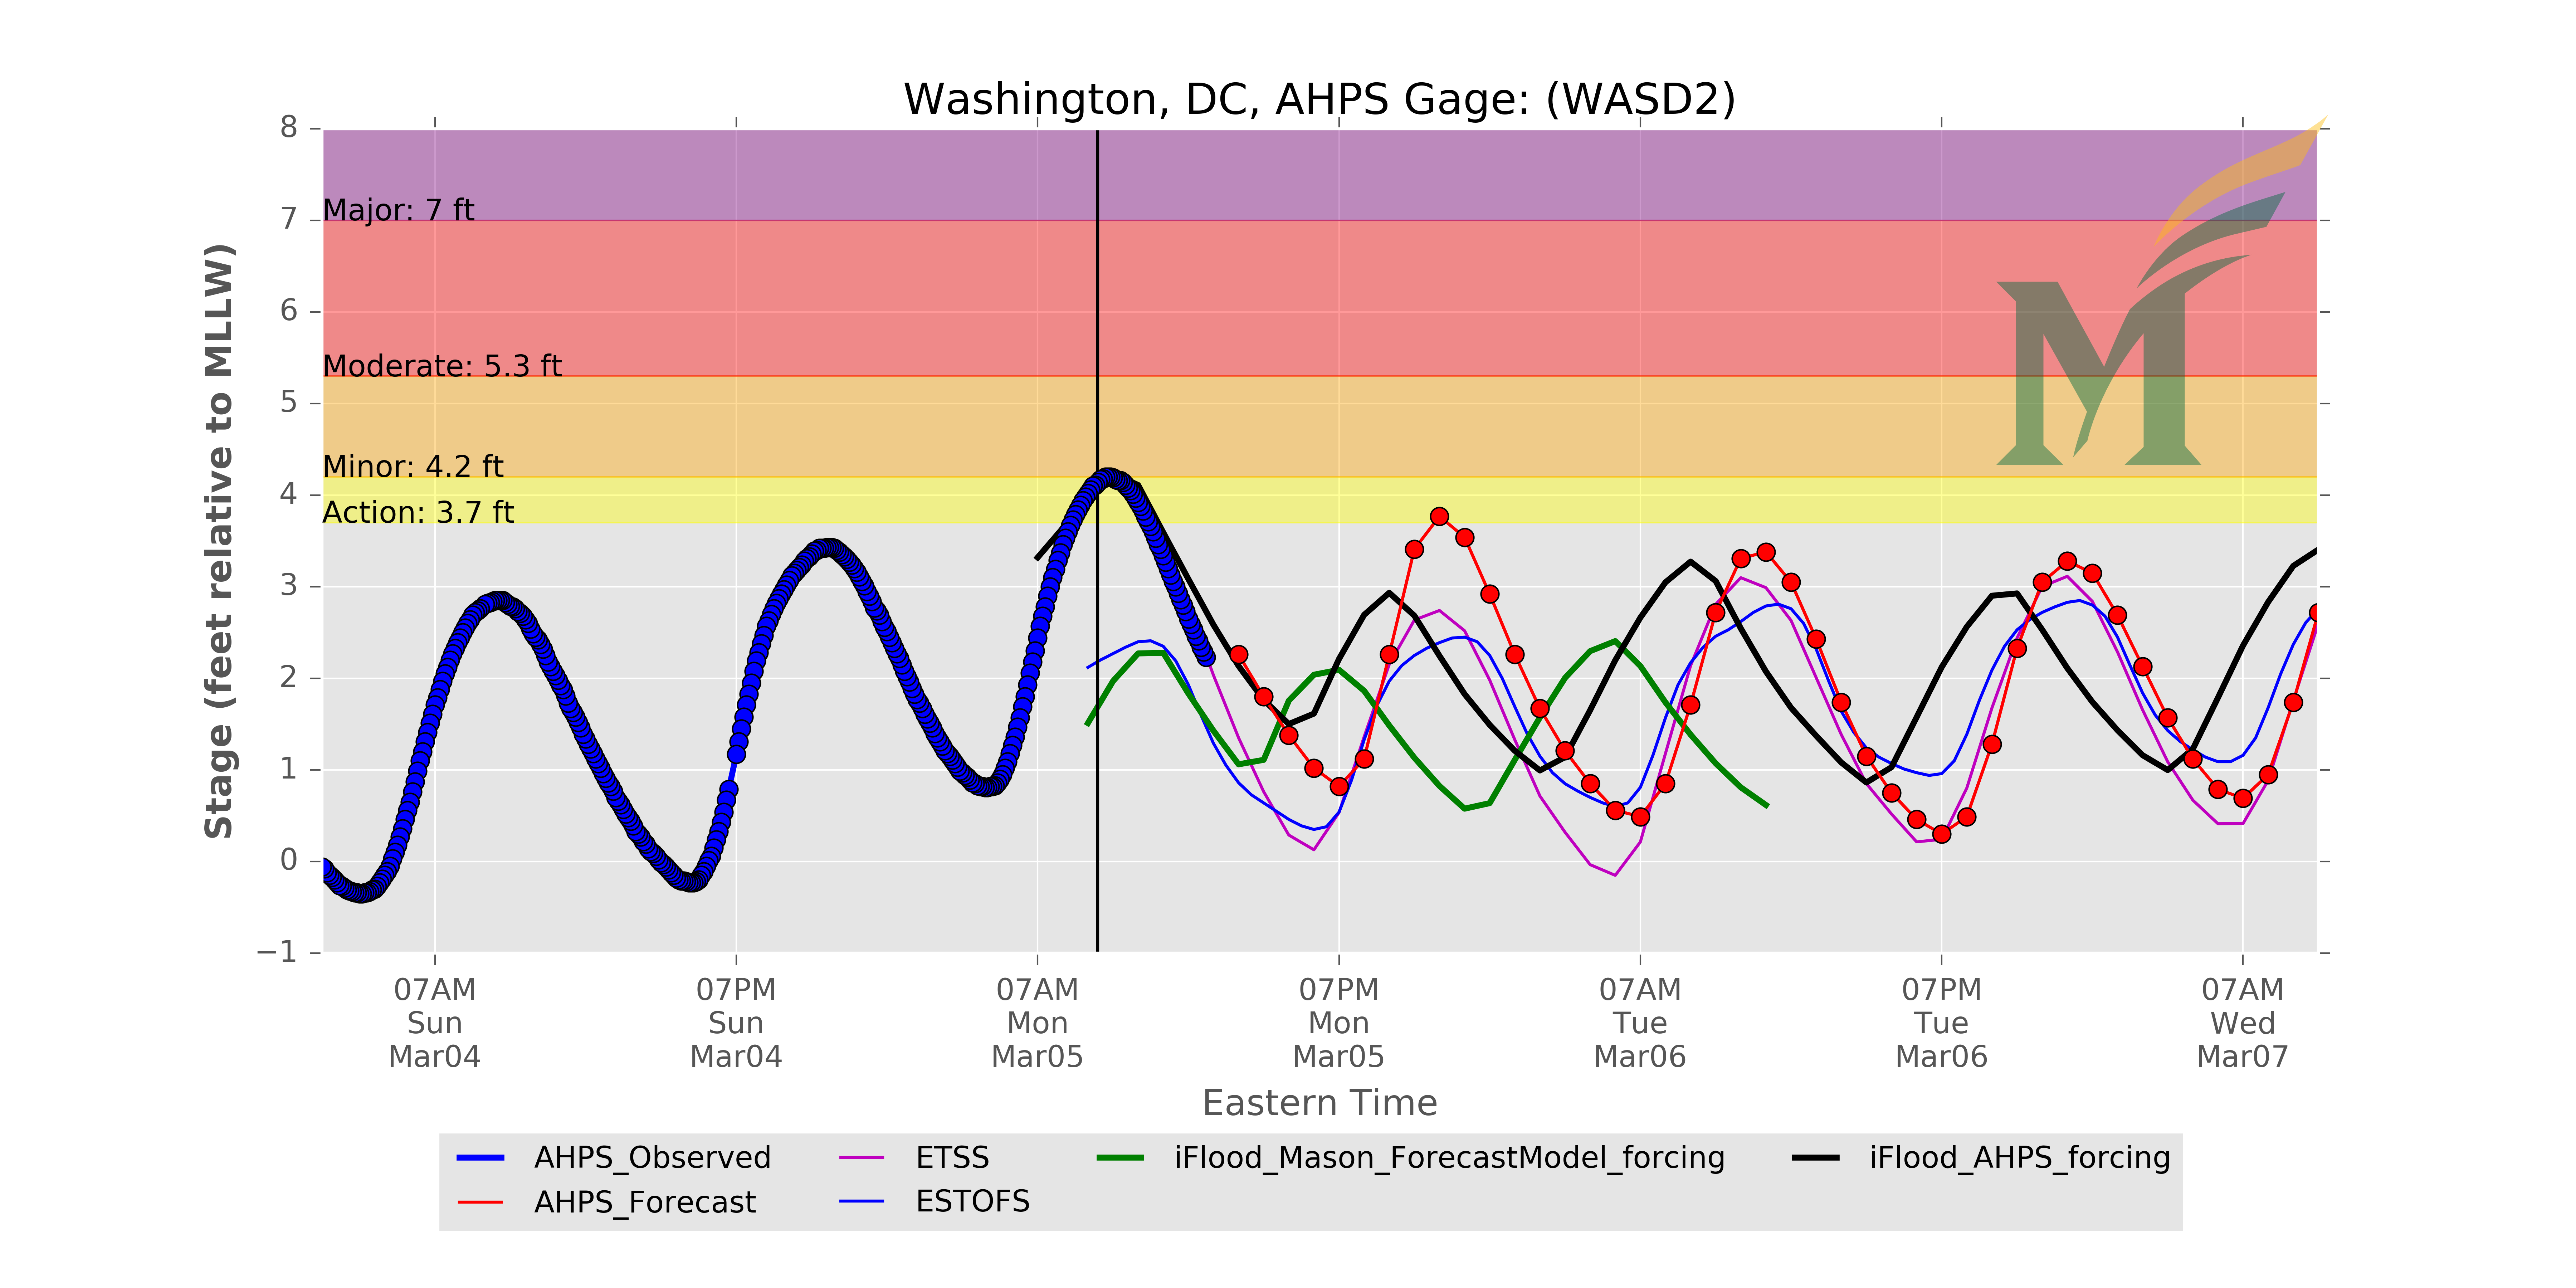 Washington, DC, AHPS Gage: (WASD2)
8
7
6
5
4
3
2
1
0
−1
Stage (feet relative to MLLW)
Major: 7 ft
Moderate: 5.3 ft
Minor: 4.2 ft
Action: 3.7 ft
M
07AM 07PM 07AM 07PM 07AM 07PM 07AM
Sun Sun Mon Mon Tue Tue Wed
Mar04 Mar04 Mar05 Mar05 Mar06 Mar06 Mar07
Eastern Time
AHPS_Observed ETSS iFlood_Mason_ForecastModel_forcing iFlood_AHPS_forcing
AHPS_Forecast ESTOFS